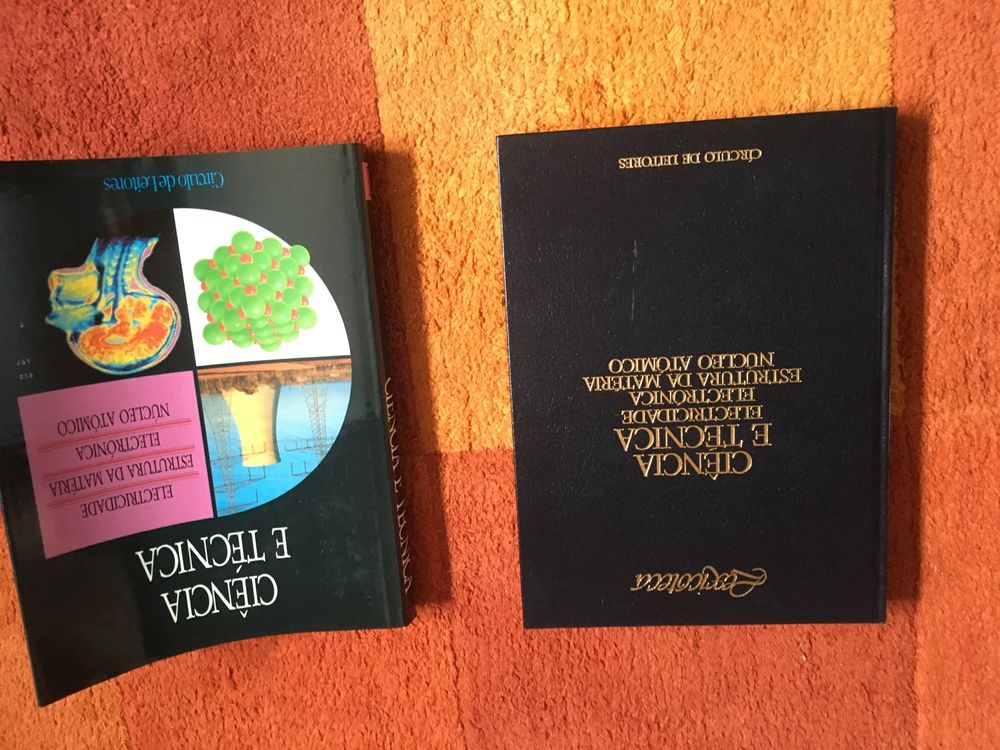 CIÊNCIA
E TÉCNICA
ELECTRICIDADE
ESTRUTURA DA MATÉRIA
ELECTRÓNICA
NÚCLEO ATÓMICO
Círculo de Leitores
CIÊNCIA E TÉCNICA
Lexicoteca
CIÊNCIA
E TÉCNICA
ELECTRICIDADE
ELECTRÓNICA
ESTRUTURA DA MATÉRIA
NÚCLEO ATÓMICO
CÍRCULO DE LEITORES